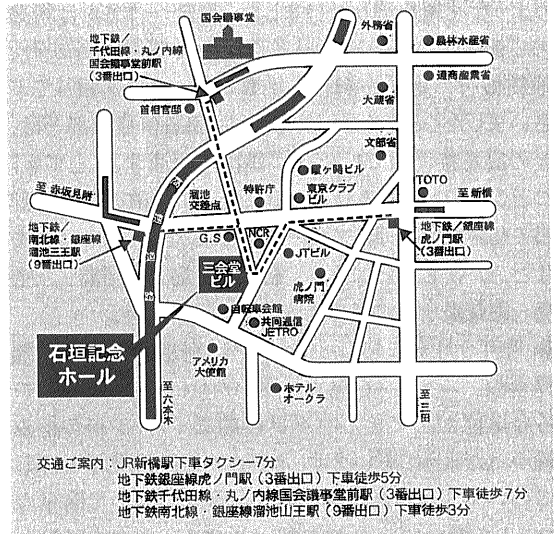 国会議事堂
地下鉄／
千代田線・丸ノ内線
国会議事堂前駅
（3番出口）
外務省
農林水産省
通商産業省
首相官邸
大蔵省
文部省
霞ヶ関ビル
至 赤坂見附
溜池
交差点
特許庁
東京クラブ
ビル
TOTO
至 新橋
地下鉄／
南北線・銀座線
溜池三王駅
（9番出口）
G.S
NCR
JTビル
地下鉄／銀座線
虎ノ門駅
（3番出口）
三会堂
ビル
虎ノ門
病院
自転車会館
共同通信
JETRO
石垣記念
ホール
アメリカ
大使館
ホテル
オークラ
至 六本木
至 三田
交通ご案内：JR新橋駅下車タクシー7分
地下鉄銀座線虎ノ門駅（3番出口）下車徒歩5分
地下鉄千代田線・丸ノ内線国会議事堂前駅（3番出口）下車徒歩7分
地下鉄南北線・銀座線溜池山王駅（9番出口）下車徒歩3分